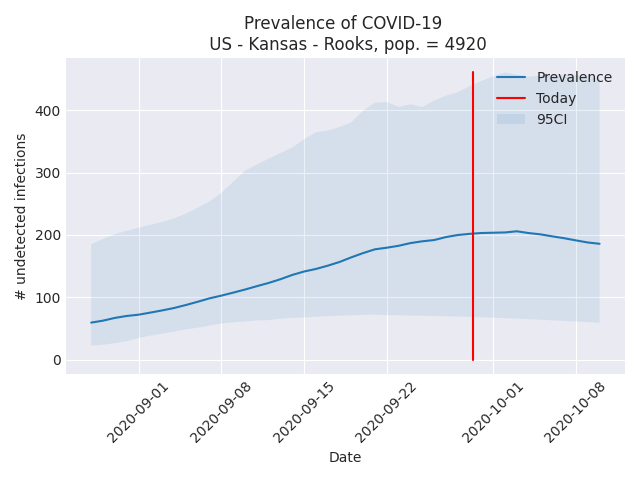 Prevalence of COVID-19
US - Kansas - Rooks, pop. = 4920
Prevalence
Today
95CI
# undetected infections
400
300
200
100
0
2020-09-01
2020-09-08
2020-09-15
2020-09-22
2020-10-01
2020-10-08
Date